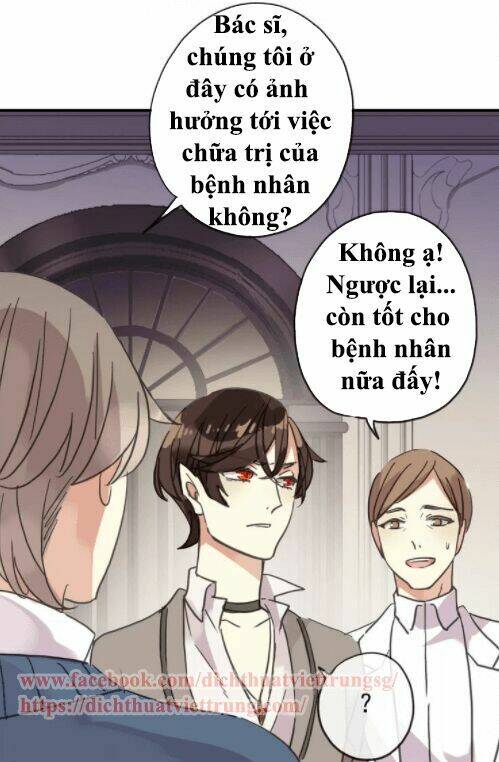 Bác sĩ,
chúng tôi ở
đây có ảnh
hưởng tới việc
chữa trị của
bệnh nhân
không?
Không ạ!
Ngược lại...
còn tốt cho
bệnh nhân
nữa đấy!
www.facebook.com/dichthuatviettrungsg/
https://dichthuatviettrung.com/
?